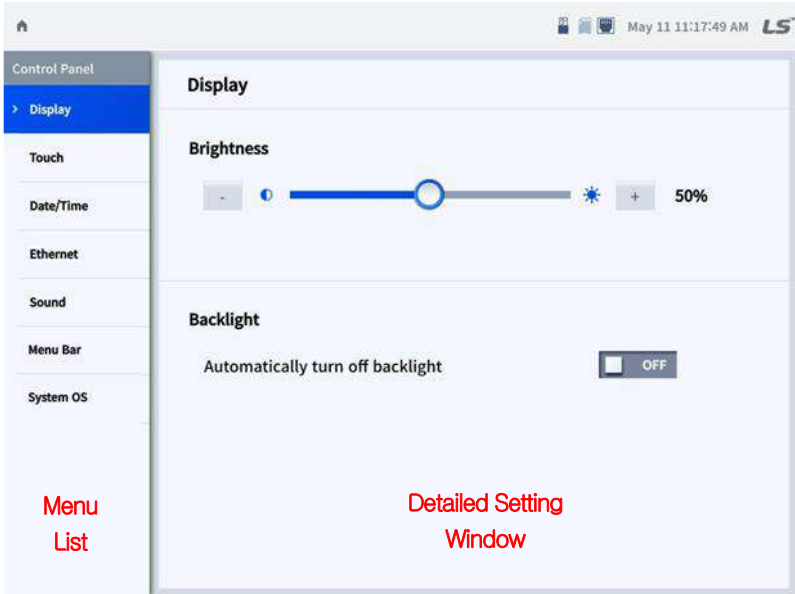 May 11 11:17:49 AM LS
Control Panel
> Display
Touch
Date/Time
Ethernet
Sound
Menu Bar
System OS
Display
Brightness
- + 50%
Backlight
Automatically turn off backlight OFF
Menu
List
Detailed Setting
Window